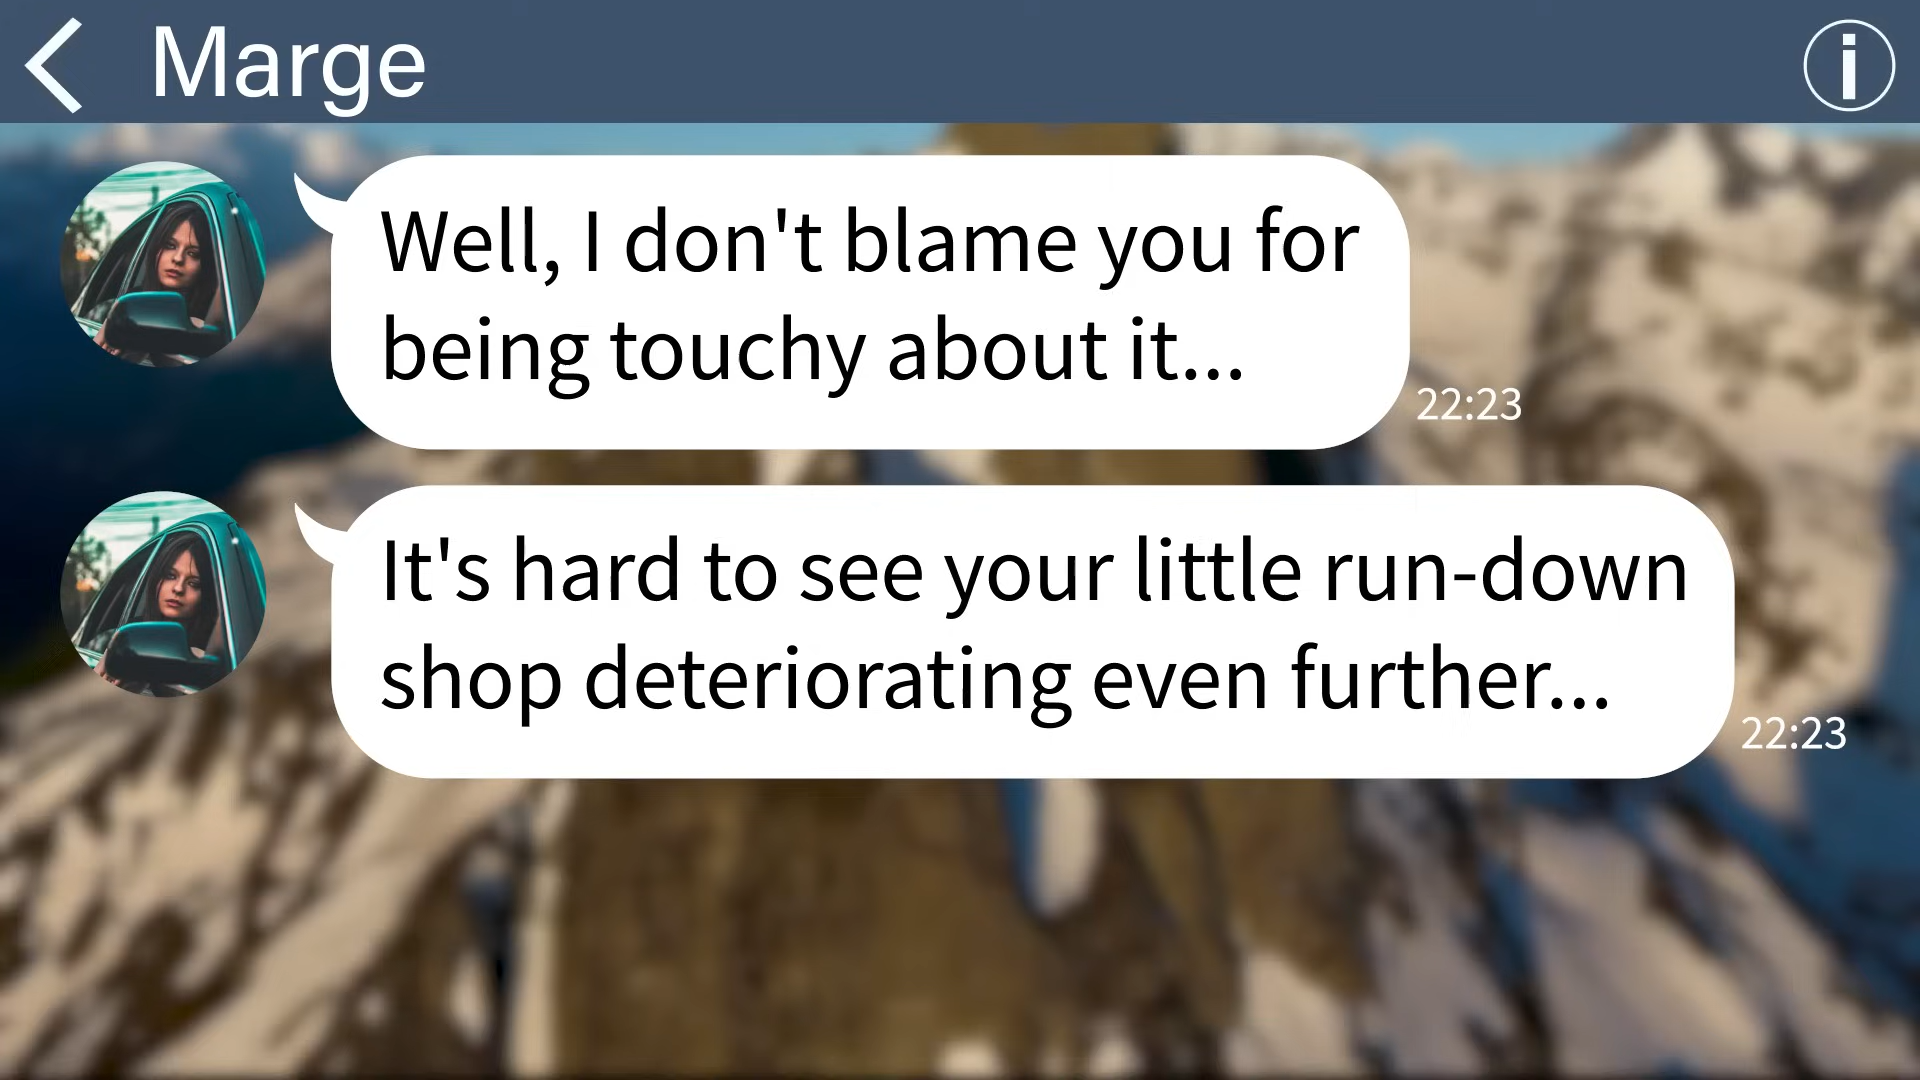 Marge
Well, I don't blame you for
being touchy about it...
22:23
It's hard to see your little run-down
shop deteriorating even further...
22:23